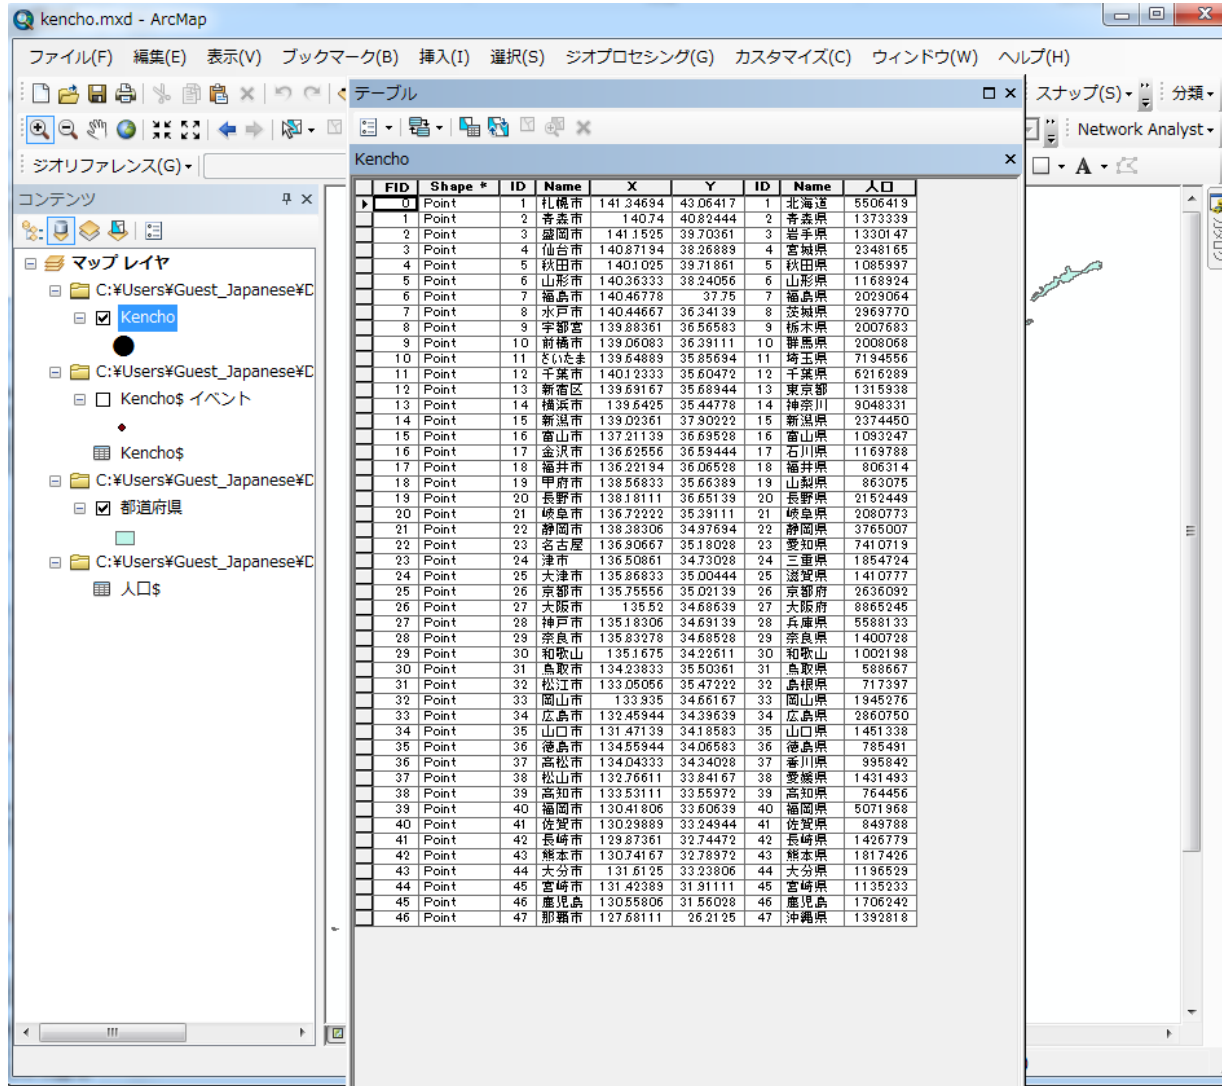 kencho.mxd - ArcMap
ファイル(F) 編集(E) 表示(V) ブックマーク(B) 挿入(I) 選択(S) ジオプロセシング(G) カスタマイズ(C) ウィンドウ(W) ヘルプ(H)
テーブル
スナップ(S) 分類
Network Analyst
ジオリファレンス(G)
A
Kencho
コンテンツ
マップ レイヤ
C:¥Users¥Guest_Japanese¥D
Kencho
C:¥Users¥Guest_Japanese¥D
Kencho$ イベント
Kencho$
C:¥Users¥Guest_Japanese¥D
都道府県
C:¥Users¥Guest_Japanese¥D
人口$
FID Shape * ID Name X Y ID Name 人口
0 Point 1 札幌市 141.34694 43.06417 1 北海道 5506419
1 Point 2 青森市 140.74 40.82444 2 青森県 1373339
2 Point 3 盛岡市 141.1525 39.70361 3 岩手県 1330147
3 Point 4 仙台市 140.87194 38.26889 4 宮城県 2348165
4 Point 5 秋田市 140.1025 39.71861 5 秋田県 1085997
5 Point 6 山形市 140.36333 38.24056 6 山形県 1168924
6 Point 7 福島市 140.46778 37.75 7 福島県 2029064
7 Point 8 水戸市 140.44667 36.34139 8 茨城県 2969770
8 Point 9 宇都宮 139.88361 36.56583 9 栃木県 2007683
9 Point 10 前橋市 139.06083 36.39111 10 群馬県 2008068
10 Point 11 さいたま 139.64889 35.85694 11 埼玉県 7194556
11 Point 12 千葉市 140.12333 35.60472 12 千葉県 6216289
12 Point 13 新宿区 139.69167 35.68944 13 東京都 1315938
13 Point 14 横浜市 139.6425 35.44778 14 神奈川 9048331
14 Point 15 新潟市 139.02361 37.90222 15 新潟県 2374450
15 Point 16 富山市 137.21139 36.69528 16 富山県 1093247
16 Point 17 金沢市 136.62556 36.59444 17 石川県 1169788
17 Point 18 福井市 136.22194 36.06528 18 福井県 806314
18 Point 19 甲府市 138.56833 35.66389 19 山梨県 863075
19 Point 20 長野市 138.18111 36.65139 20 長野県 2152449
20 Point 21 岐阜市 136.72222 35.39111 21 岐阜県 2080773
21 Point 22 静岡市 138.38306 34.97694 22 静岡県 3765007
22 Point 23 名古屋 136.90667 35.18028 23 愛知県 7410719
23 Point 24 津市 136.50861 34.73028 24 三重県 1854724
24 Point 25 大津市 135.86833 35.00444 25 滋賀県 1410777
25 Point 26 京都市 135.75556 35.02139 26 京都府 2636092
26 Point 27 大阪市 135.52 34.68639 27 大阪府 8865245
27 Point 28 神戸市 135.18306 34.69139 28 兵庫県 5588133
28 Point 29 奈良市 135.83278 34.68528 29 奈良県 1400728
29 Point 30 和歌山 135.1675 34.22611 30 和歌山 1002198
30 Point 31 鳥取市 134.23833 35.50361 31 鳥取県 588667
31 Point 32 松江市 133.05056 35.47222 32 島根県 717397
32 Point 33 岡山市 133.935 34.66167 33 岡山県 1945276
33 Point 34 広島市 132.45944 34.39639 34 広島県 2860750
34 Point 35 山口市 131.47139 34.18583 35 山口県 1451338
35 Point 36 徳島市 134.55944 34.06583 36 徳島県 785491
36 Point 37 高松市 134.04333 34.34028 37 香川県 995842
37 Point 38 松山市 132.76611 33.84167 38 愛媛県 1431493
38 Point 39 高知市 133.53111 33.55972 39 高知県 764456
39 Point 40 福岡市 130.41806 33.60639 40 福岡県 5071968
40 Point 41 佐賀市 130.29889 33.24944 41 佐賀県 849788
41 Point 42 長崎市 129.87361 32.74472 42 長崎県 1426779
42 Point 43 熊本市 130.74167 32.78972 43 熊本県 1817426
43 Point 44 大分市 131.6125 33.23806 44 大分県 1196529
44 Point 45 宮崎市 131.42389 31.91111 45 宮崎県 1135233
45 Point 46 鹿児島 130.55806 31.56028 46 鹿児島 1706242
46 Point 47 那覇市 127.68111 26.2125 47 沖縄県 1392818